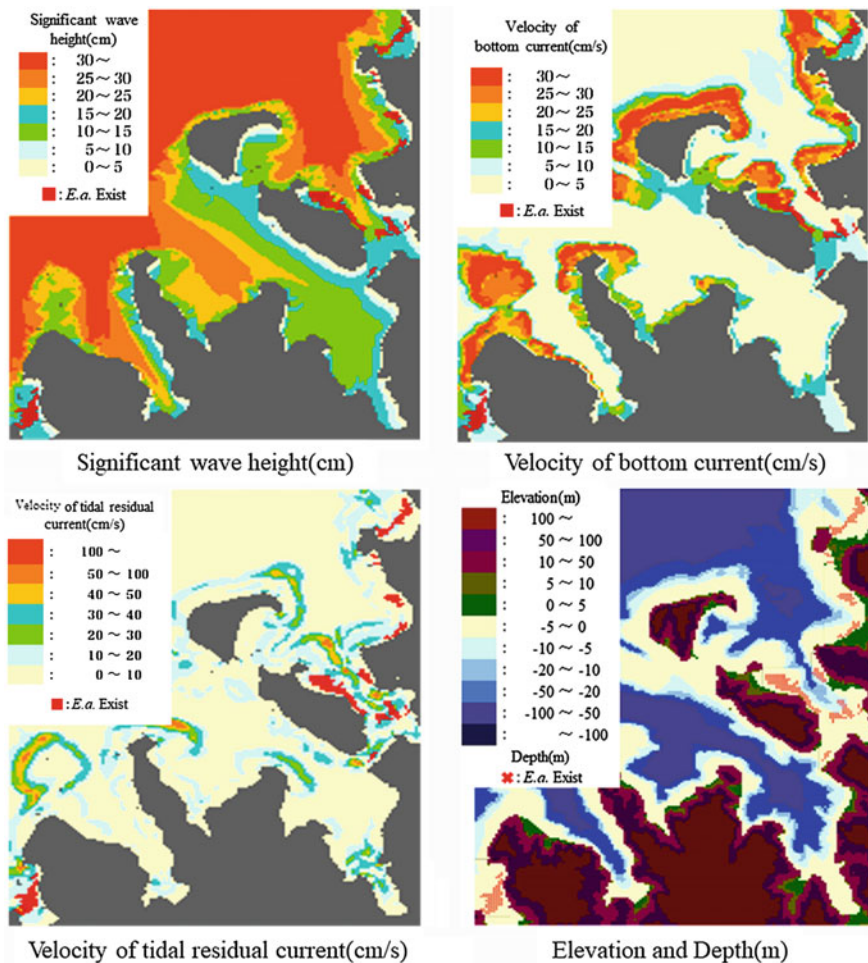 Significant wave
height(cm)
: 30～
: 25～ 30
: 20～ 25
: 15～ 20
: 10～ 15
: 5～ 10
: 0～ 5
: E.a. Exist
Significant wave height(cm)
Velocity of
bottom current(cm/s)
: 30～
: 25～ 30
: 20～ 25
: 15～ 20
: 10～ 15
: 5～ 10
: 0～ 5
: E.a. Exist
Velocity of bottom current(cm/s)
Velocity of tidal residual
current(cm/s)
: 100～
: 50～ 100
: 40～ 50
: 30～ 40
: 20～ 30
: 10～ 20
: 0～ 10
: E.a. Exist
Velocity of tidal residual current(cm/s)
Elevation(m)
: 100～
: 50～ 100
: 10～ 50
: 5～ 10
: 0～ 5
: -5～ 0
: -10～ -5
: -20～ -10
: -50～ -20
: -100～ -50
: ～ -100
Depth(m)
: E.a. Exist
Elevation and Depth(m)